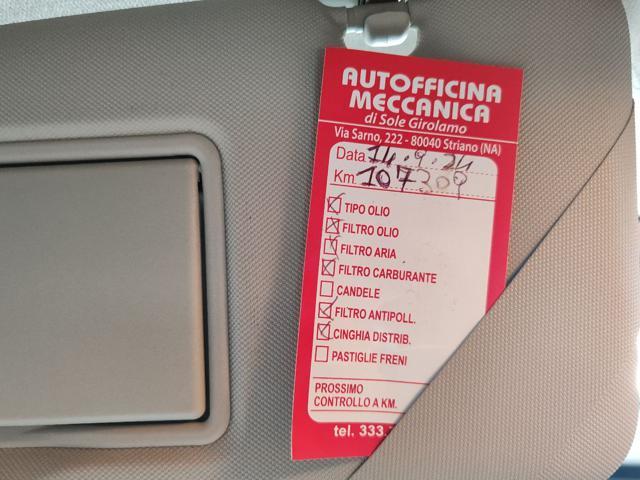 AUTOFFICINA
MECCANICA
di Sole Girolamo
Via Sarno, 222 - 80040 Striano (NA)
Data 14.9.24
Km. 107209
TIPO OLIO
FILTRO OLIO
FILTRO ARIA
FILTRO CARBURANTE
CANDELE
FILTRO ANTIPOLL.
CINGHIA DISTRIB.
PASTIGLIE FRENI
PROSSIMO
CONTROLLO A KM.
tel. 333.